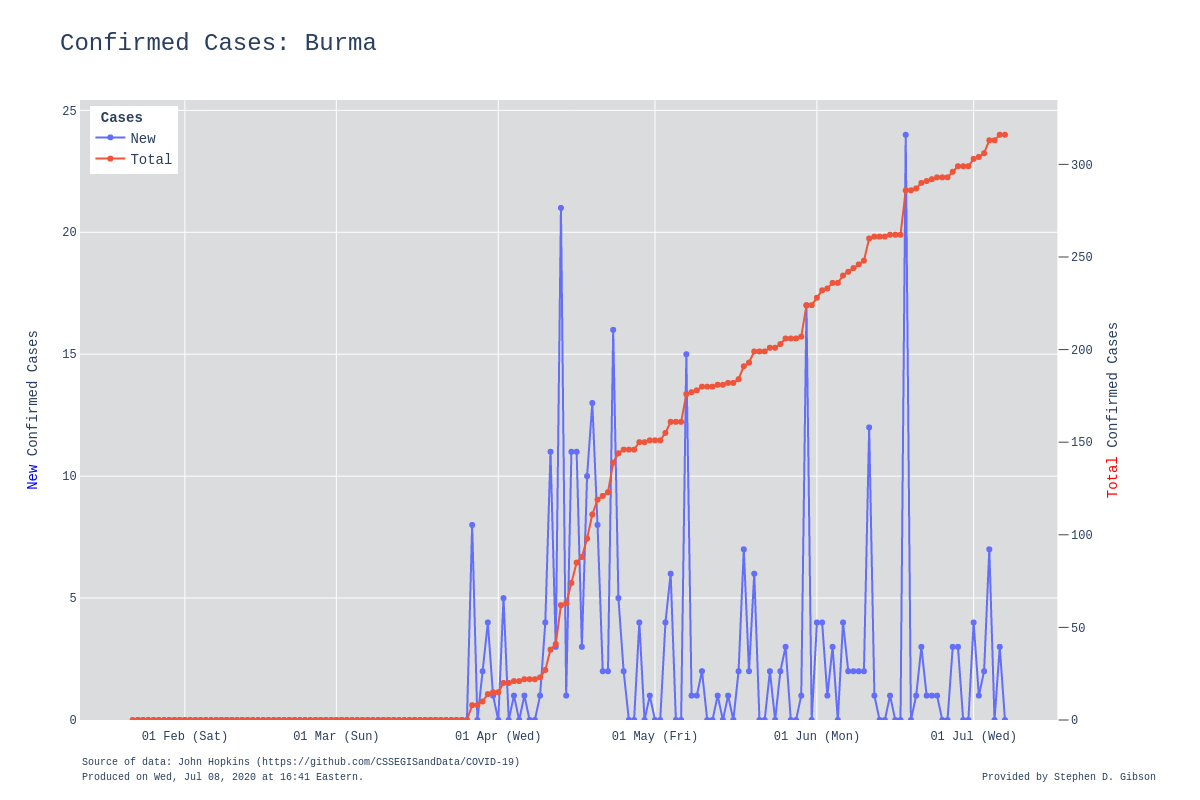 Confirmed Cases: Burma
Cases
New
Total
25
20
15
10
5
0
300
250
200
150
100
50
0
New Confirmed Cases
Total Confirmed Cases
01 Feb (Sat)
01 Mar (Sun)
01 Apr (Wed)
01 May (Fri)
01 Jun (Mon)
01 Jul (Wed)
Source of data: John Hopkins (https://github.com/CSSEGISandData/COVID-19)
Produced on Wed, Jul 08, 2020 at 16:41 Eastern.
Provided by Stephen D. Gibson